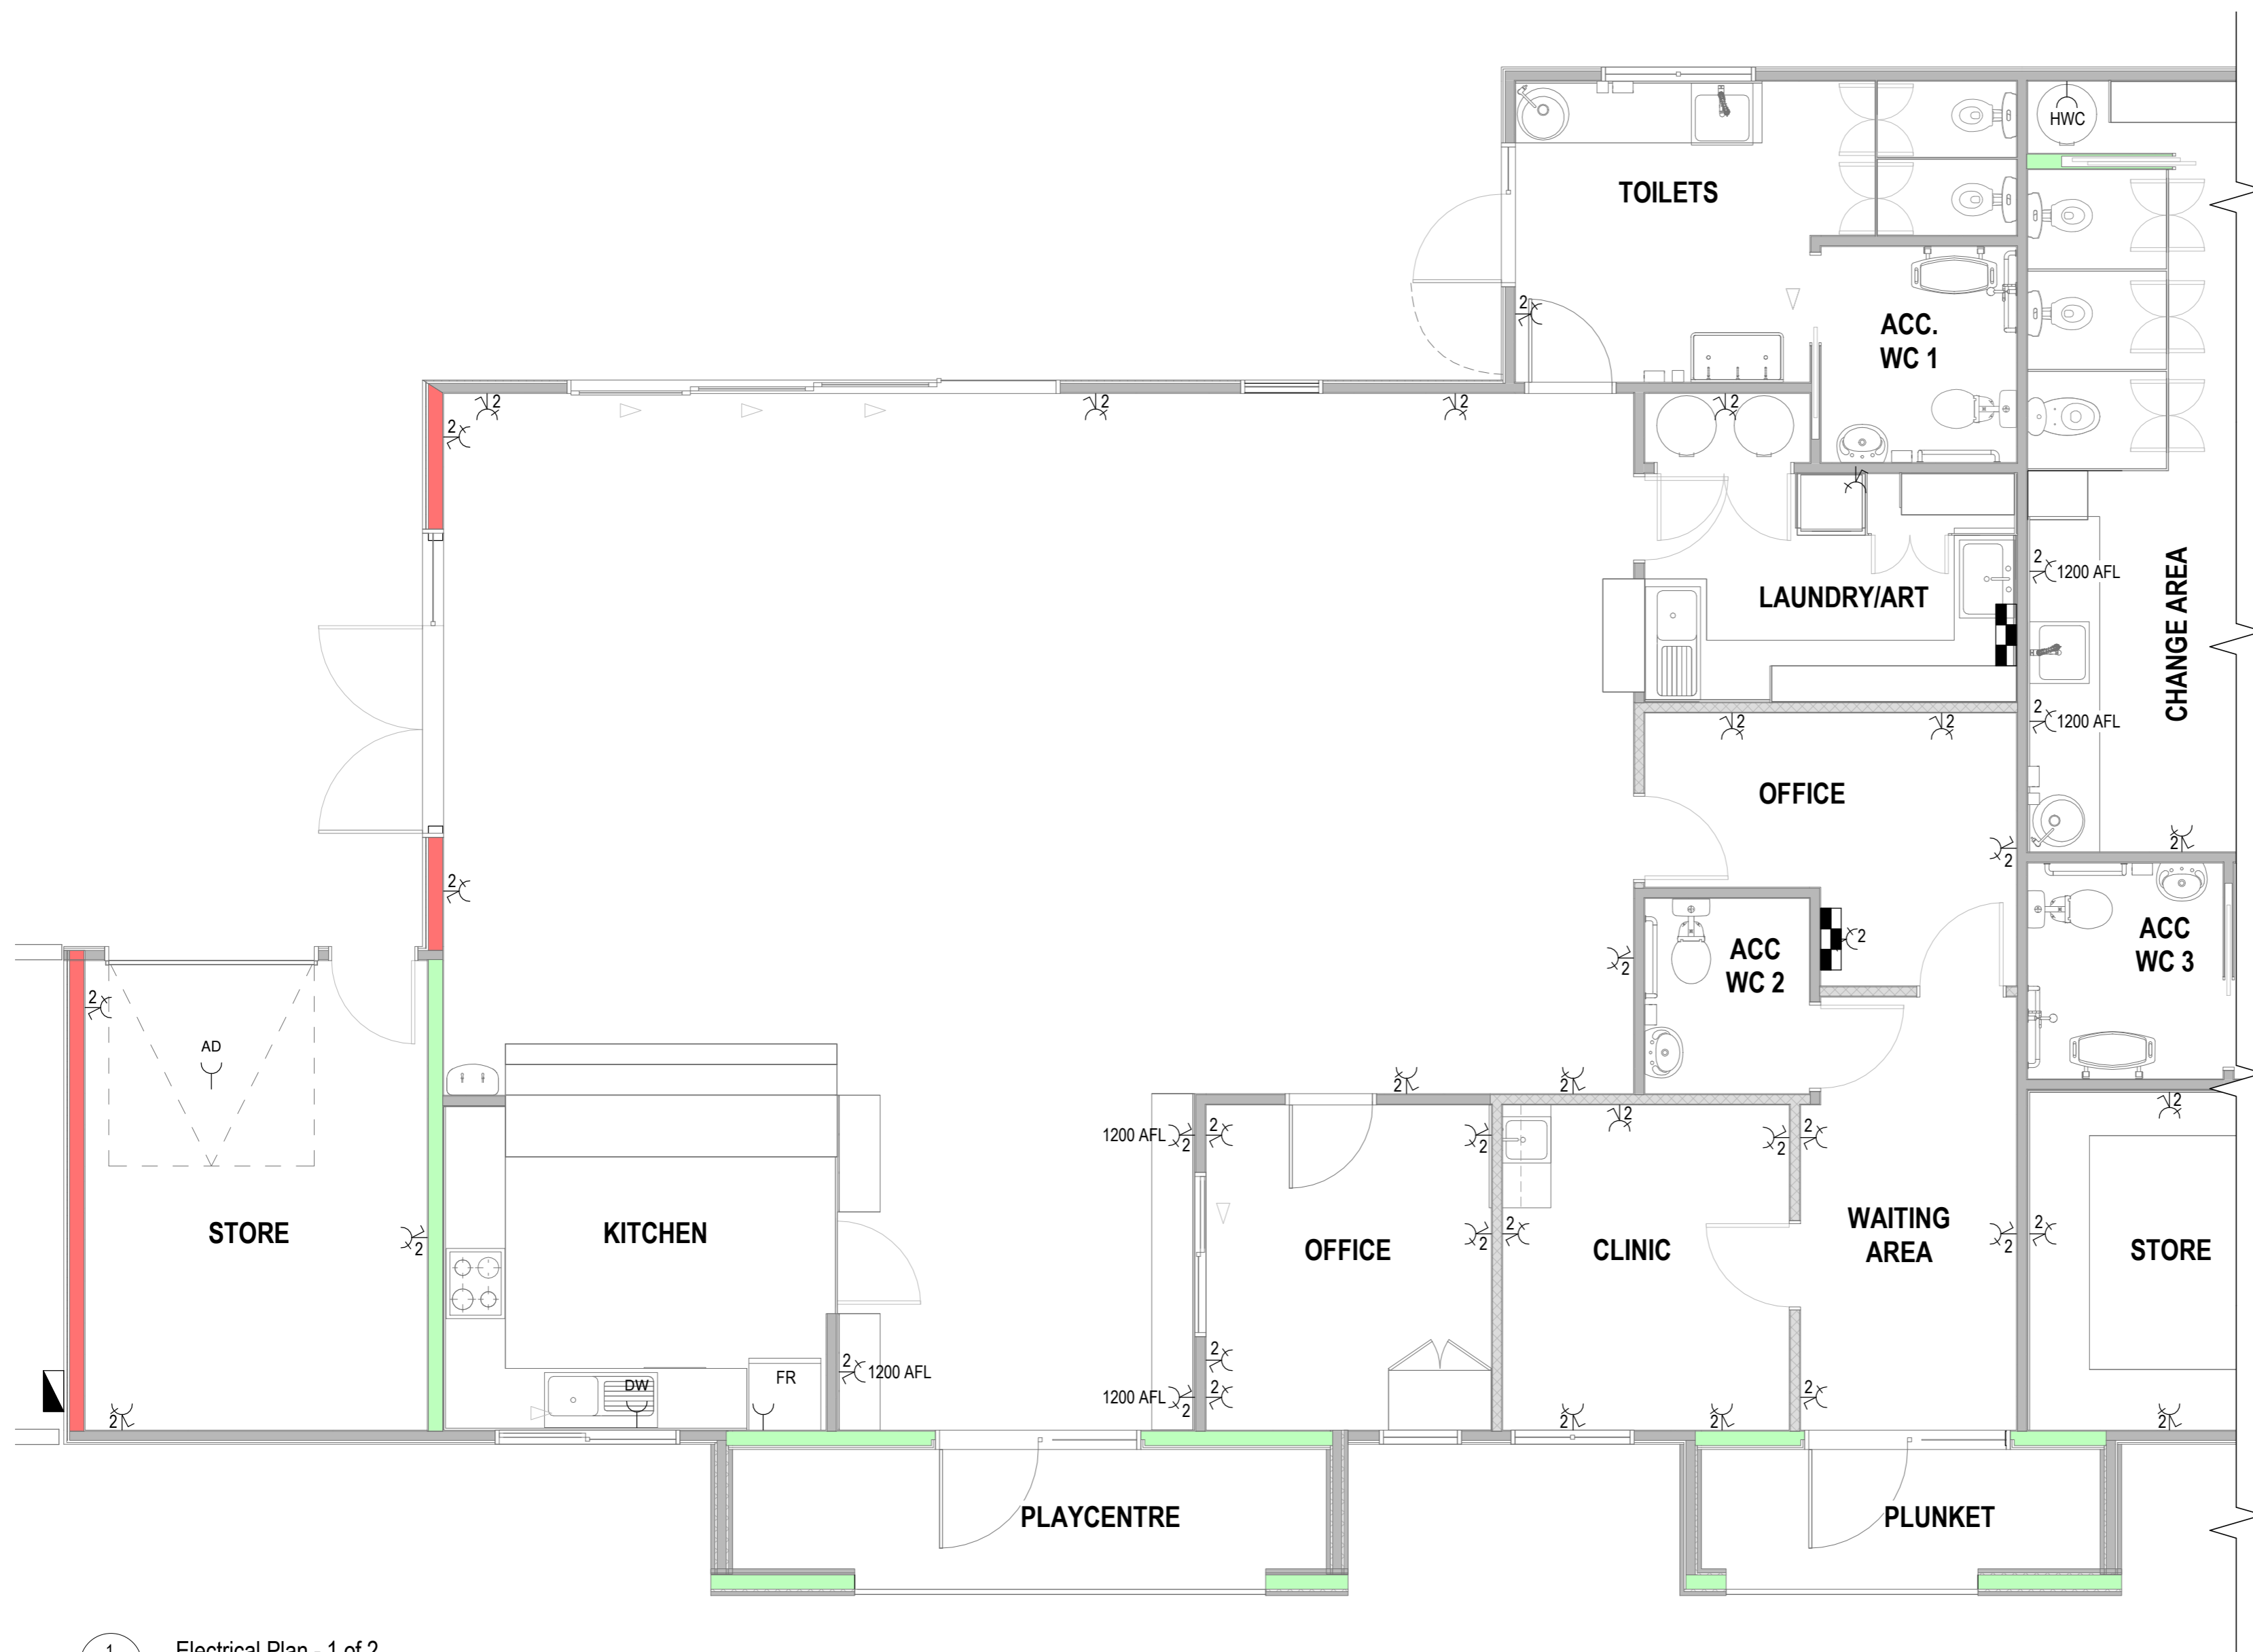 HWC
TOILETS
2
ACC.
WC 1
2
2
2
2
2
2
2
1200 AFL
LAUNDRY/ART
CHANGE AREA
2
1200 AFL
2
2
OFFICE
2
2
2
ACC
WC 3
ACC
WC 2
2
2
2
AD
2
2
2
1200 AFL
2
2
2
2
2
2
STORE
KITCHEN
OFFICE
CLINIC
WAITING
AREA
STORE
2
2
2
2
2
DW
FR
2
1200 AFL
2
1200 AFL
2
2
2
2
2
2
2
PLAYCENTRE
PLUNKET
1
Electrical Plan - 1 of 2